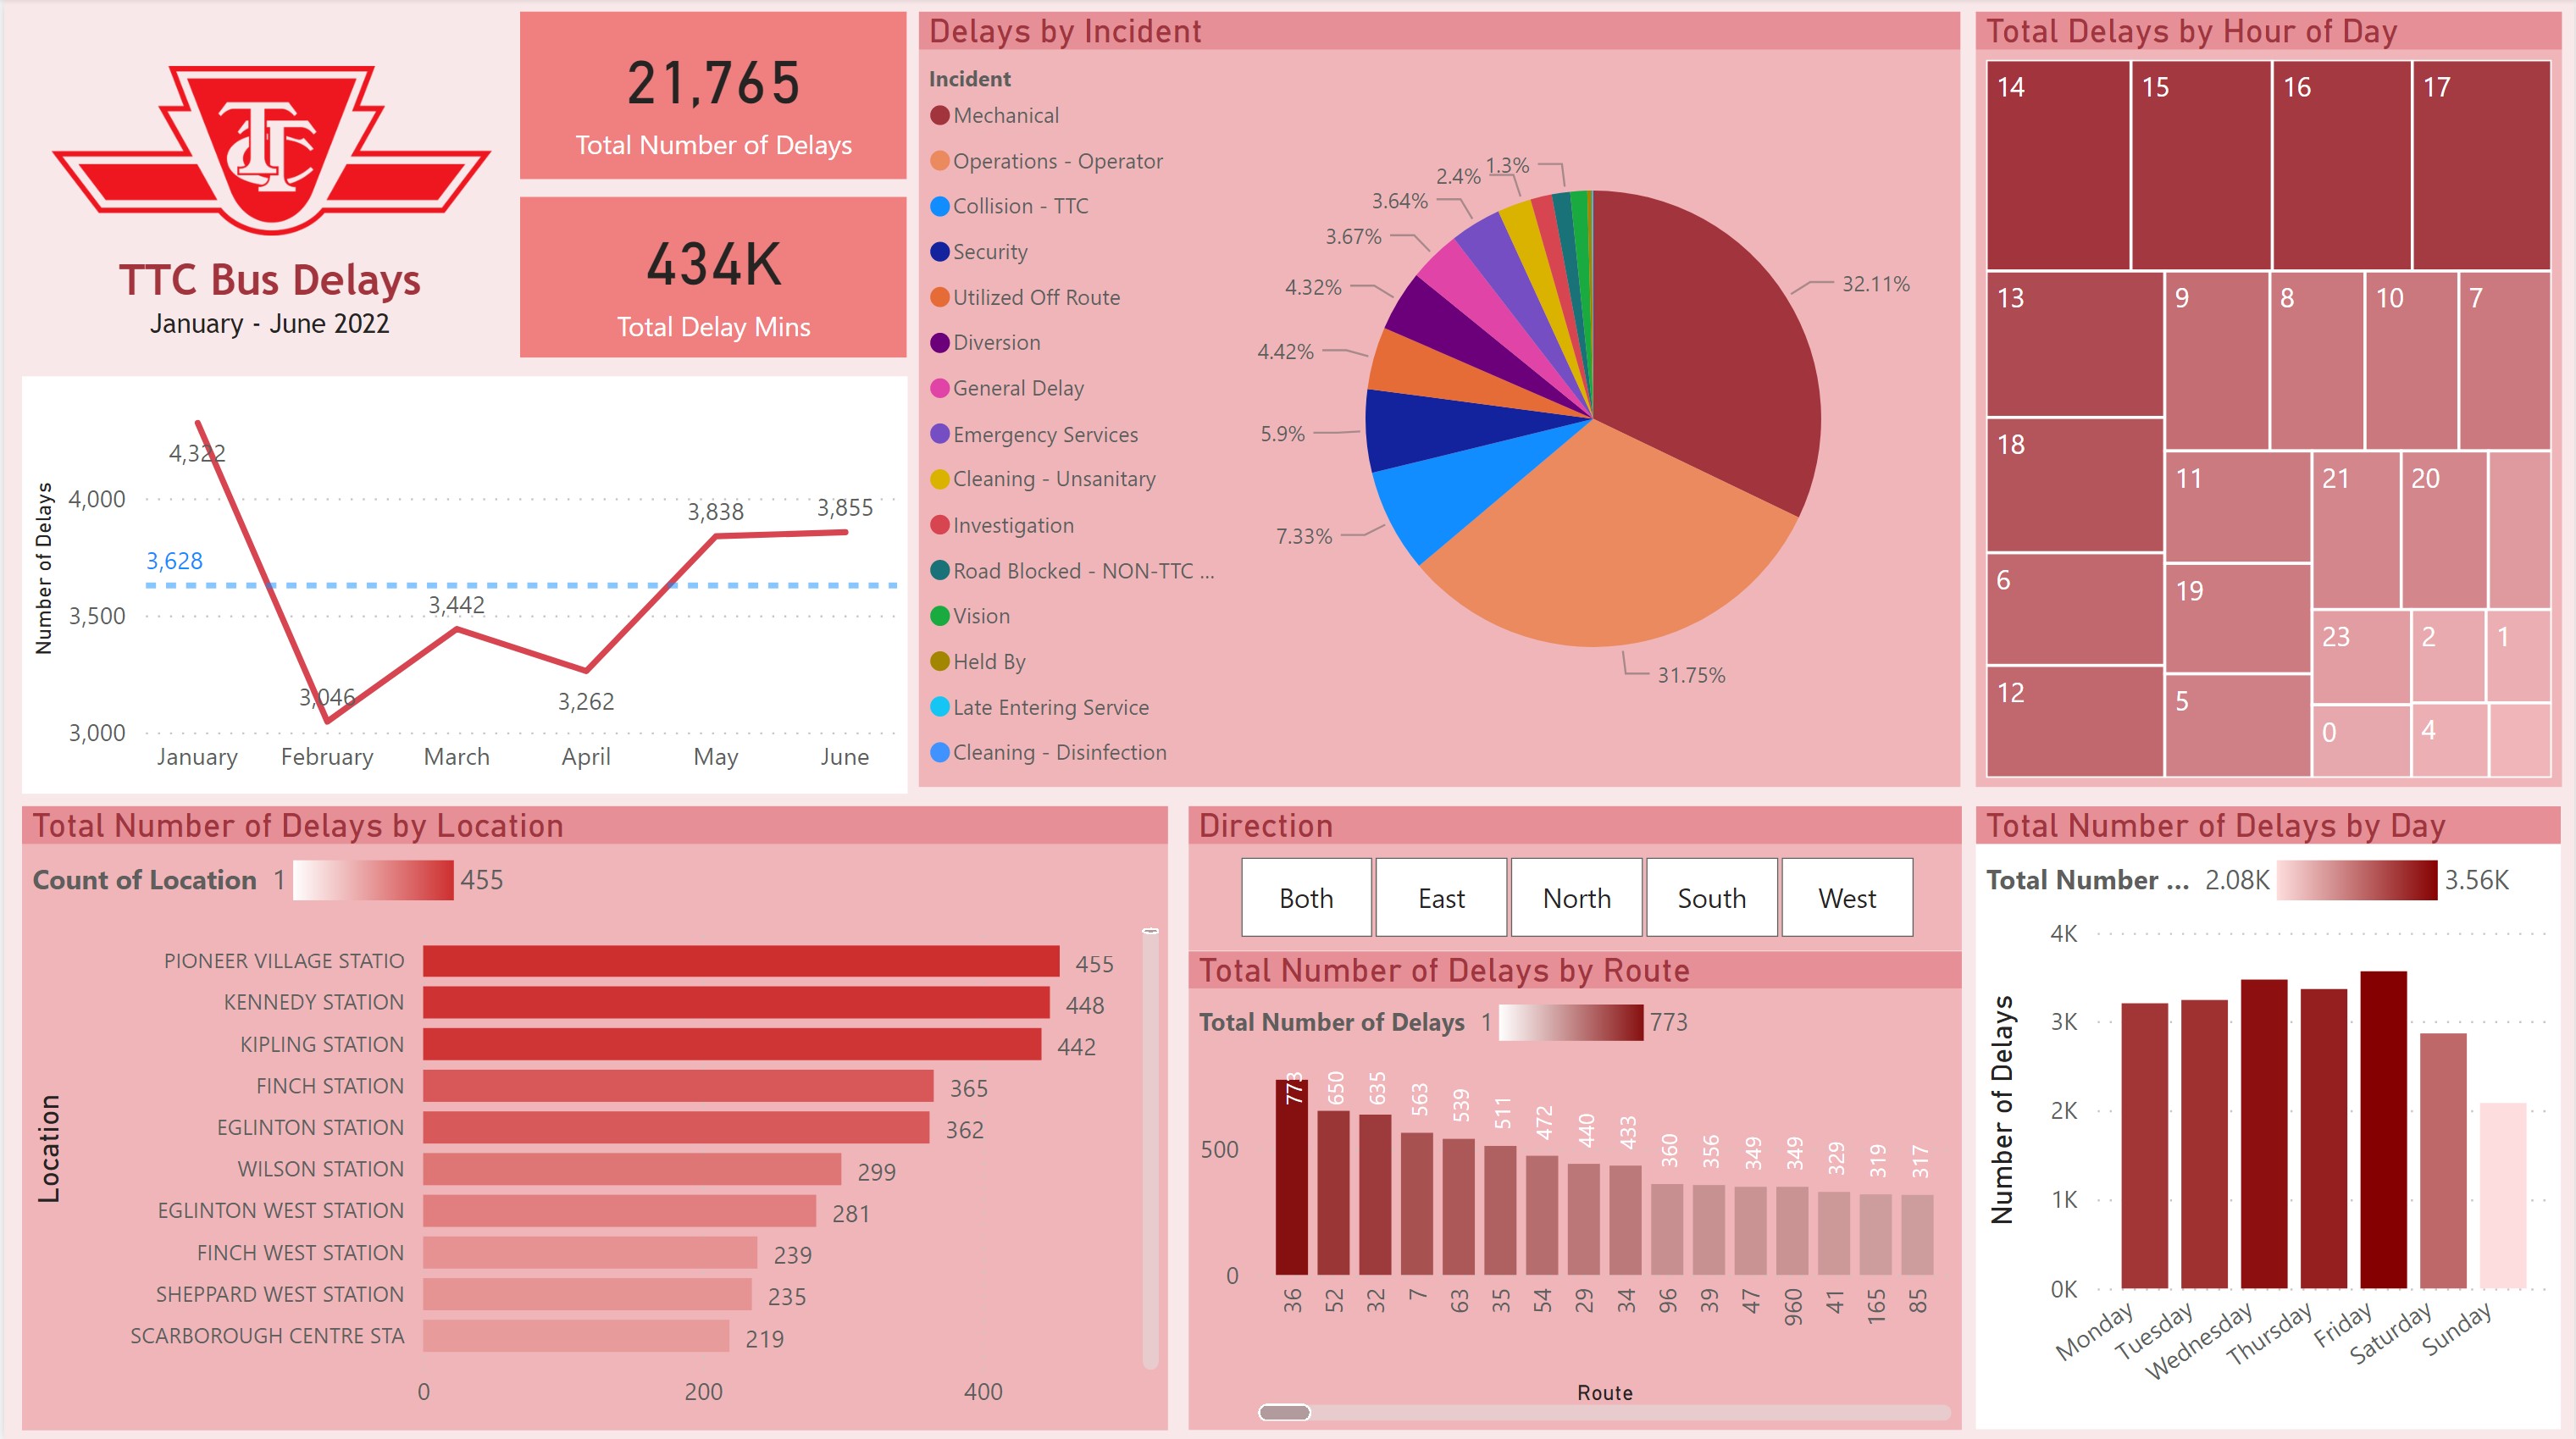 TTC
TTC Bus Delays
January - June 2022
21,765
Total Number of Delays
434K
Total Delay Mins
Number of Delays
4,000
3,500
3,000
3,628
4,322
3,046
3,442
3,262
3,838
3,855
January
February
March
April
May
June
Delays by Incident
Incident
Mechanical
Operations - Operator
Collision - TTC
Security
Utilized Off Route
Diversion
General Delay
Emergency Services
Cleaning - Unsanitary
Investigation
Road Blocked - NON-TTC ...
Vision
Held By
Late Entering Service
Cleaning - Disinfection
32.11%
31.75%
7.33%
5.9%
4.42%
4.32%
3.67%
3.64%
2.4%
1.3%
Total Delays by Hour of Day
14
15
16
17
13
9
8
10
7
18
11
21
20
6
19
23
2
1
12
5
0
4
Total Number of Delays by Location
Count of Location 1 455
Location
PIONEER VILLAGE STATIO 455
KENNEDY STATION 448
KIPLING STATION 442
FINCH STATION 365
EGLINTON STATION 362
WILSON STATION 299
EGLINTON WEST STATION 281
FINCH WEST STATION 239
SHEPPARD WEST STATION 235
SCARBOROUGH CENTRE STA 219
0 200 400
Direction
Both
East
North
South
West
Total Number of Delays by Route
Total Number of Delays 1 773
500
0
773
650
635
563
539
511
472
440
433
360
356
349
349
329
319
317
36
52
32
7
63
35
54
29
34
96
39
47
960
41
165
85
Route
Total Number of Delays by Day
Total Number ... 2.08K 3.56K
Number of Delays
4K
3K
2K
1K
0K
Monday
Tuesday
Wednesday
Thursday
Friday
Saturday
Sunday